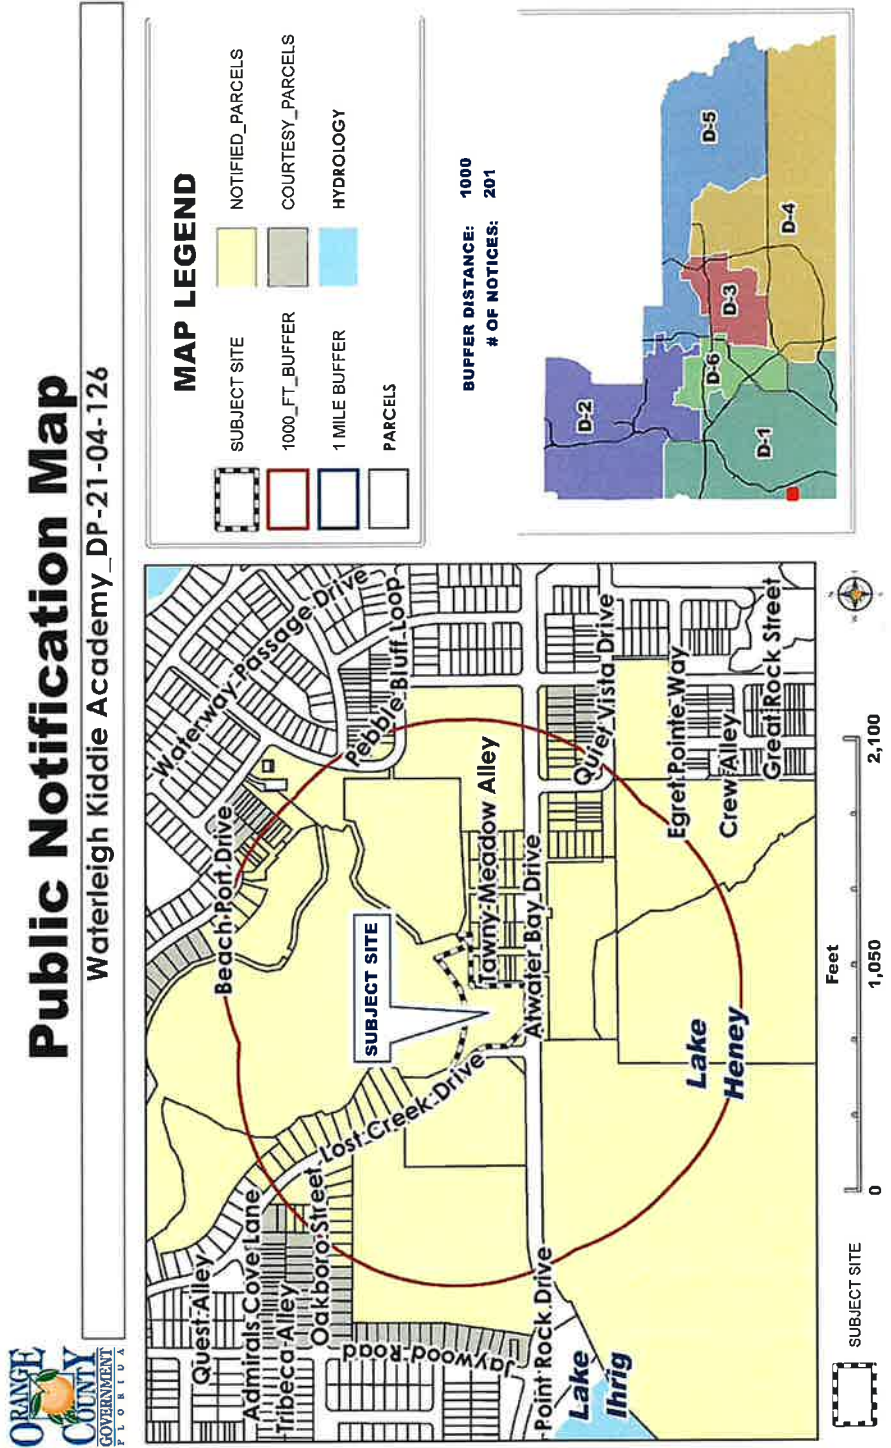 ORANGE
COUNTY
GOVERNMENT
FLORIDA
Public Notification Map
Waterleigh Kiddie Academy_DP-21-04-126
Quest Alley
Admirals Cove Lane
Tribeca Alley
Oakboro Street
Jaywood Road
Point Rock Drive
Lake
Ihrig
Lost Creek Drive
Beach Port Drive
Waterway Passage Drive
Pebble Bluff Loop
SUBJECT SITE
Tawny Meadow Alley
Atwater Bay Drive
Quiet Vista Drive
Egret Pointe Way
Crew Alley
Great Rock Street
Lake
Heney
MAP LEGEND
SUBJECT SITE
1000_FT_BUFFER
1 MILE BUFFER
PARCELS
NOTIFIED_PARCELS
COURTESY_PARCELS
HYDROLOGY
BUFFER DISTANCE: 1000
# OF NOTICES: 201
D-2
D-5
D-6
D-3
D-4
D-1
SUBJECT SITE
Feet
0 1,050 2,100